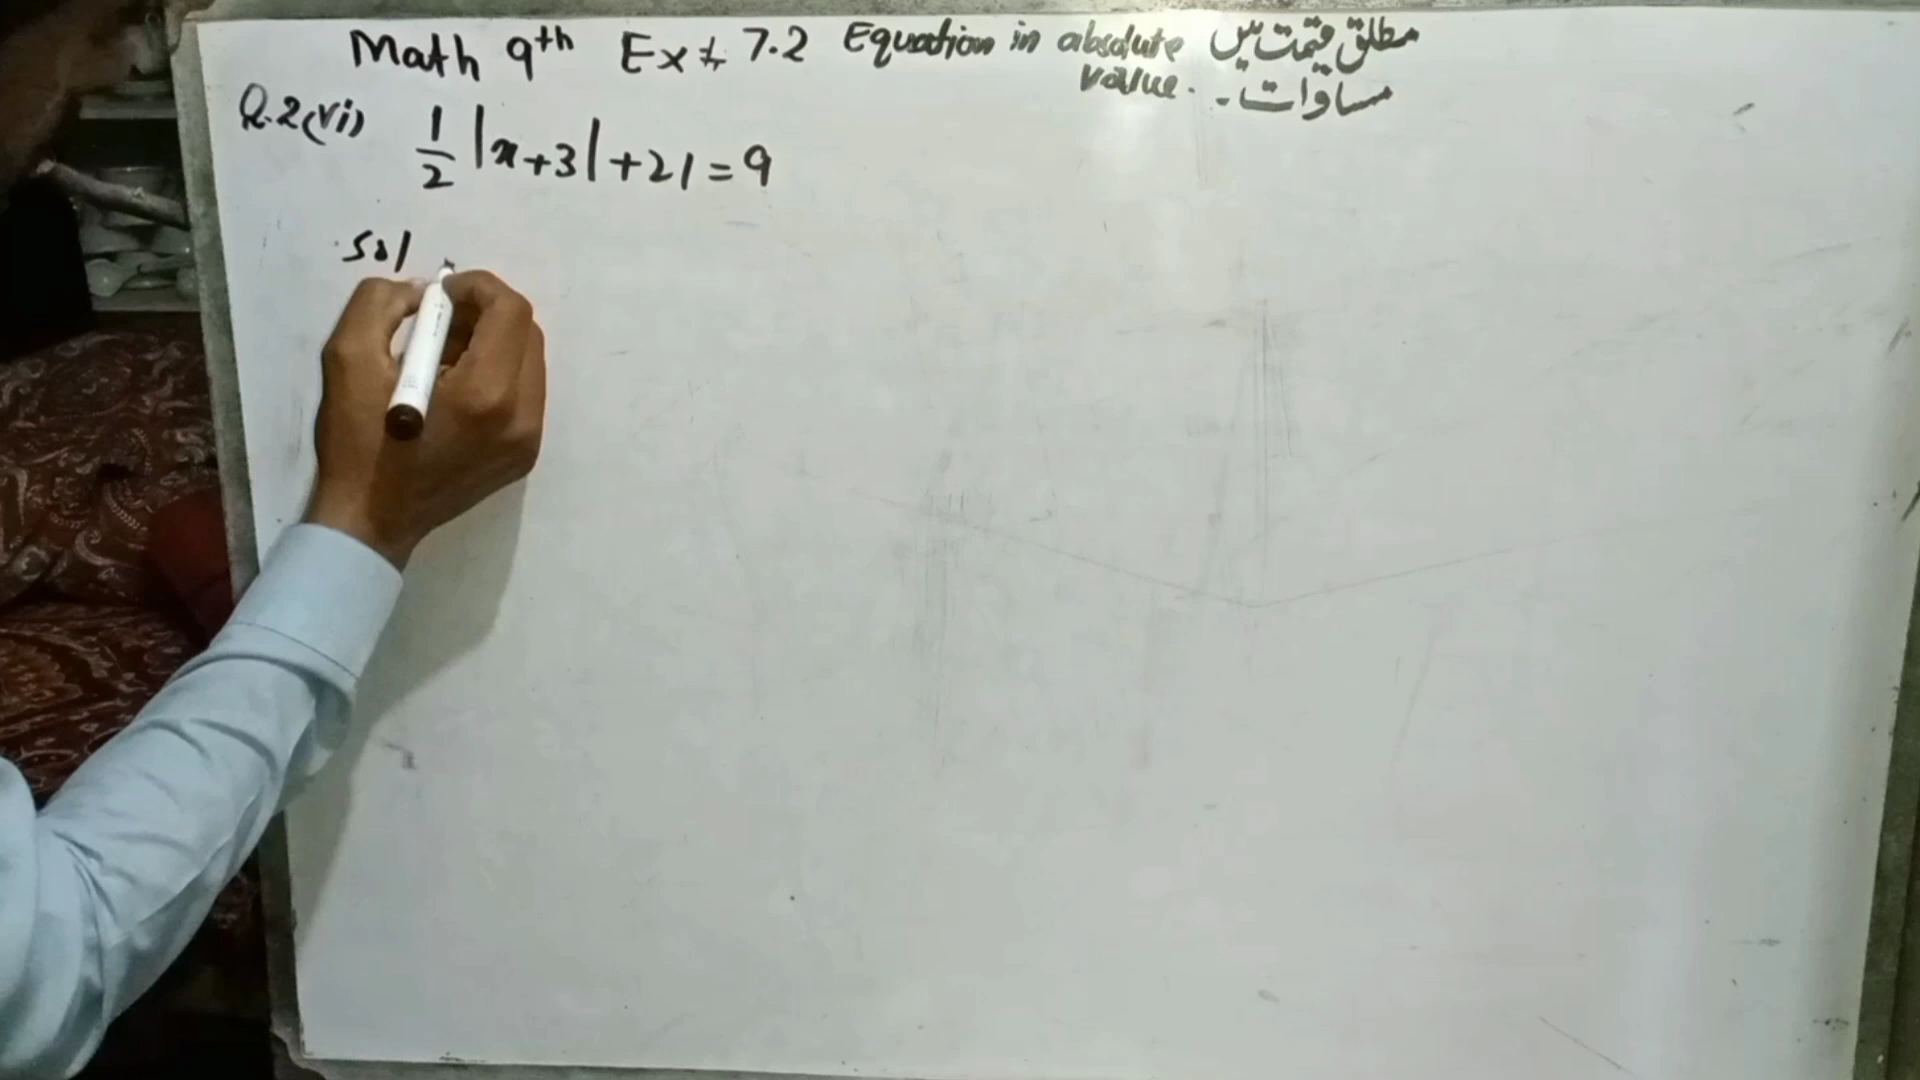 Math 9th Ex 7.2 Equation in absolute مطلق قیمت میں
value. مساوات۔
Q.2(vi) 1/2 |x+3|+21=9
Sol